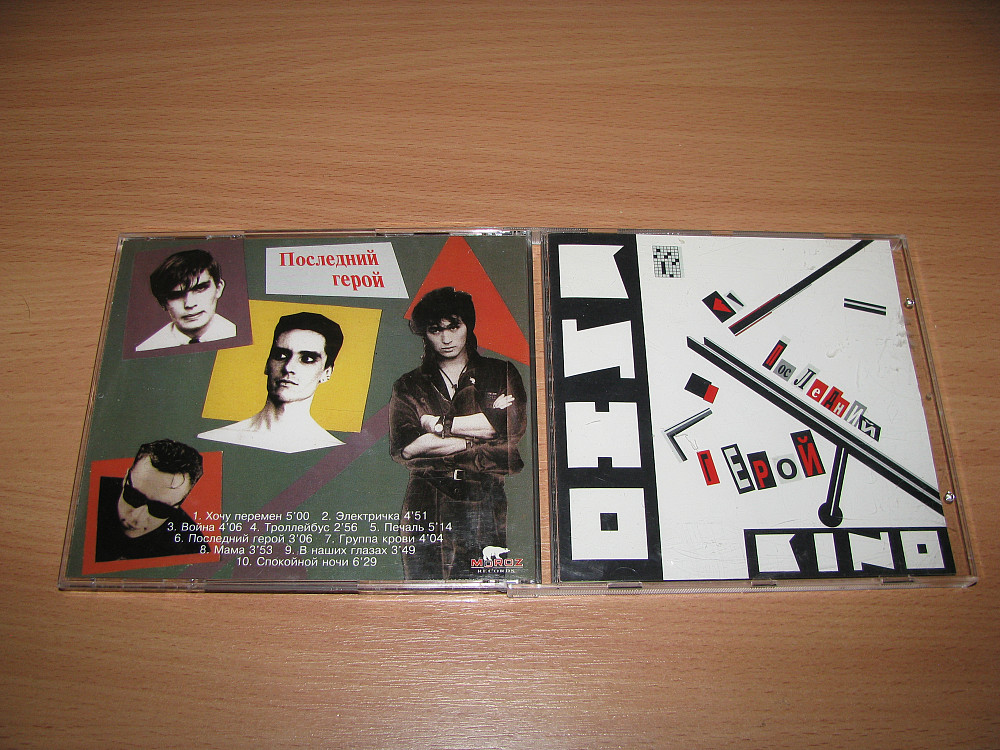 Последний
герой
1. Хочу перемен 5'00 2. Электричка 4'51
3. Война 4'06 4. Троллейбус 2'56 5. Печаль 5'14
6. Последний герой 3'06 7. Группа крови 4'04
8. Мама 3'53 9. В наших глазах 3'49
10. Спокойной ночи 6'29
MOROZ
RECORDS
КИНО
ПосЛеДниЙ
гЕРОЙ
KINO